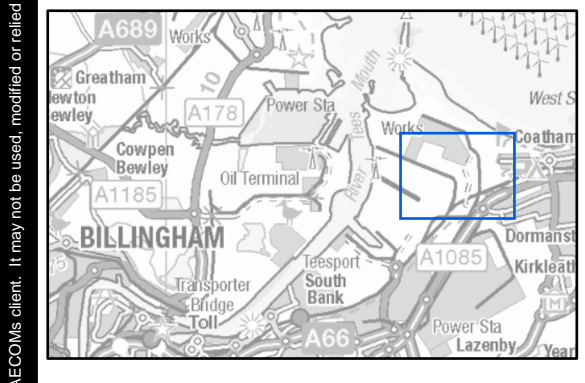 AECOMs client. It may not be used, modified or relied
A689
Works
Greatham
ewton
ewley
10
A178
Power Sta
Mouth
Tees
River
West S
Works
Coatham
Cowpen
Bewley
Oil Terminal
A1185
BILLINGHAM
Dormanst
A1085
Kirkleath
Teesport
South
Bank
Transporter
Bridge
Toll
A66
Power Sta
Lazenby
Year
M